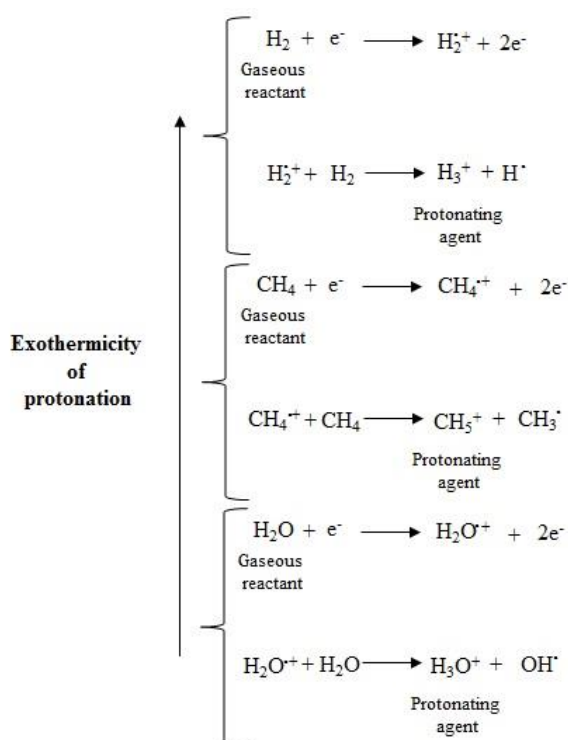 H₂ + e⁻ ⟶ H₂•⁺ + 2e⁻
Gaseous
reactant
H₂•⁺ + H₂ ⟶ H₃⁺ + H•
Protonating
agent
CH₄ + e⁻ ⟶ CH₄•⁺ + 2e⁻
Gaseous
reactant
Exothermicity
of
protonation
CH₄•⁺ + CH₄ ⟶ CH₅⁺ + CH₃•
Protonating
agent
H₂O + e⁻ ⟶ H₂O•⁺ + 2e⁻
Gaseous
reactant
H₂O•⁺ + H₂O ⟶ H₃O⁺ + OH•
Protonating
agent